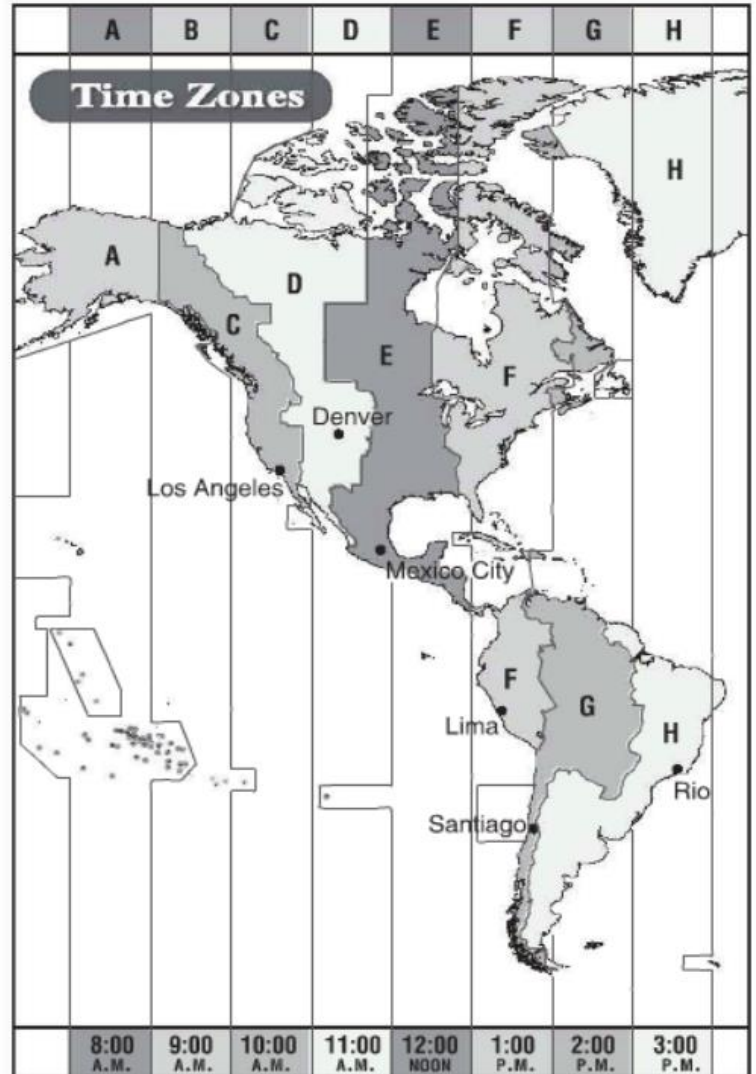 A B C D E F G H
Time Zones
H
A
D
C
E
F
Denver
Los Angeles
Mexico City
F
G
H
Lima
Rio
Santiago
8:00 9:00 10:00 11:00 12:00 1:00 2:00 3:00
A.M. A.M. A.M. A.M. NOON P.M. P.M. P.M.